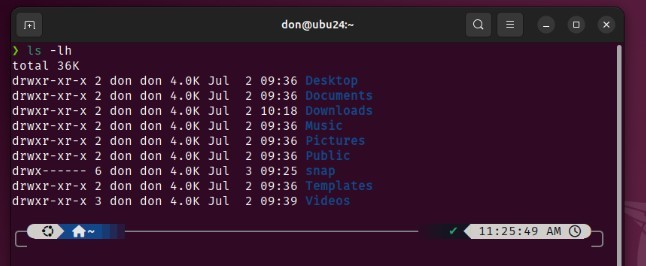 don@ubu24:~
❯ ls -lh
total 36K
drwxr-xr-x 2 don don 4.0K Jul  2 09:36 Desktop
drwxr-xr-x 2 don don 4.0K Jul  2 09:36 Documents
drwxr-xr-x 2 don don 4.0K Jul  2 10:18 Downloads
drwxr-xr-x 2 don don 4.0K Jul  2 09:36 Music
drwxr-xr-x 2 don don 4.0K Jul  2 09:36 Pictures
drwxr-xr-x 2 don don 4.0K Jul  2 09:36 Public
drwx------ 6 don don 4.0K Jul  3 09:25 snap
drwxr-xr-x 2 don don 4.0K Jul  2 09:36 Templates
drwxr-xr-x 3 don don 4.0K Jul  2 09:39 Videos
~ ✔ 11:25:49 AM